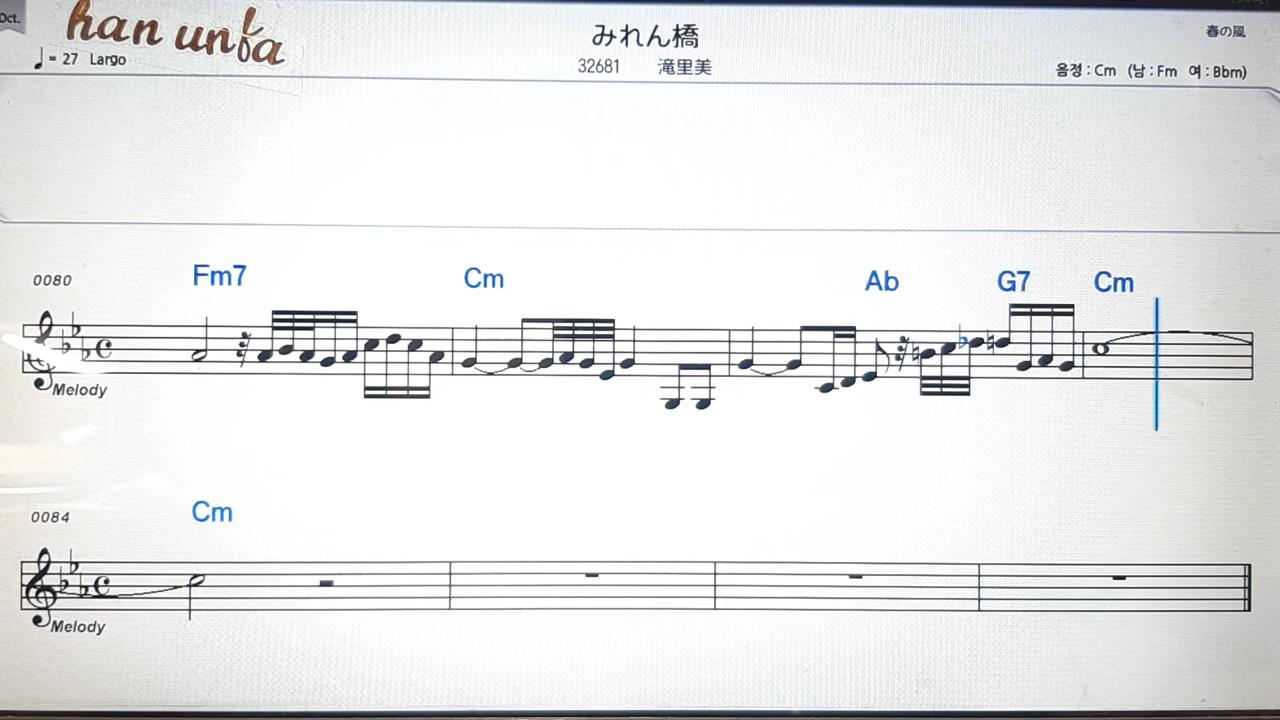 Oct.
han unfa
みれん橋
春の風
♩= 27 Largo
32681 滝里美
음정 : Cm (남 : Fm 여 : Bbm)
0080 Fm7 Cm Ab G7 Cm
Melody
0084 Cm
Melody